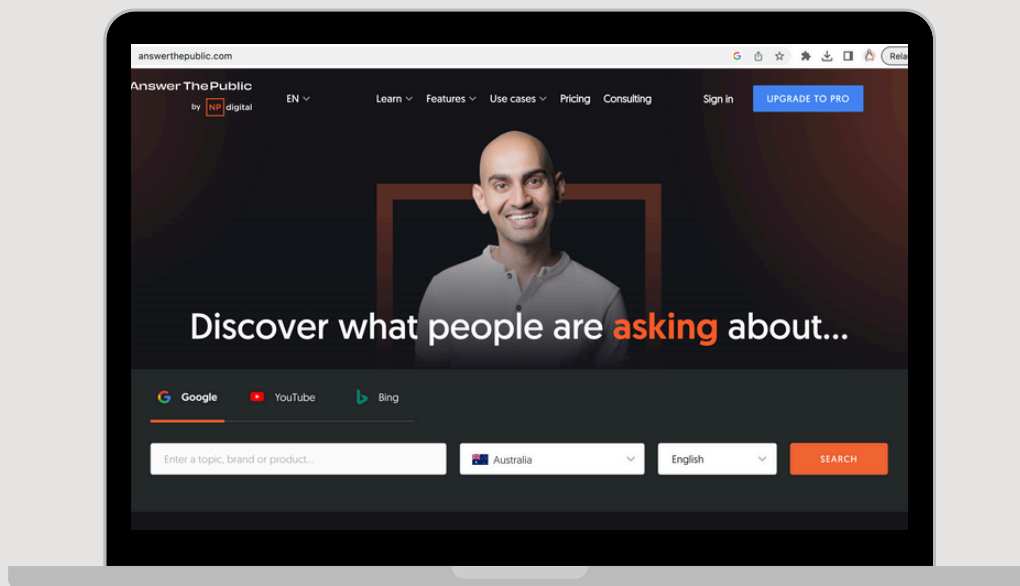 answerthepublic.com
Answer The Public
by NP digital
EN
Learn
Features
Use cases
Pricing
Consulting
Sign in
UPGRADE TO PRO
Discover what people are asking about...
Google
YouTube
Bing
Enter a topic, brand or product...
Australia
English
SEARCH